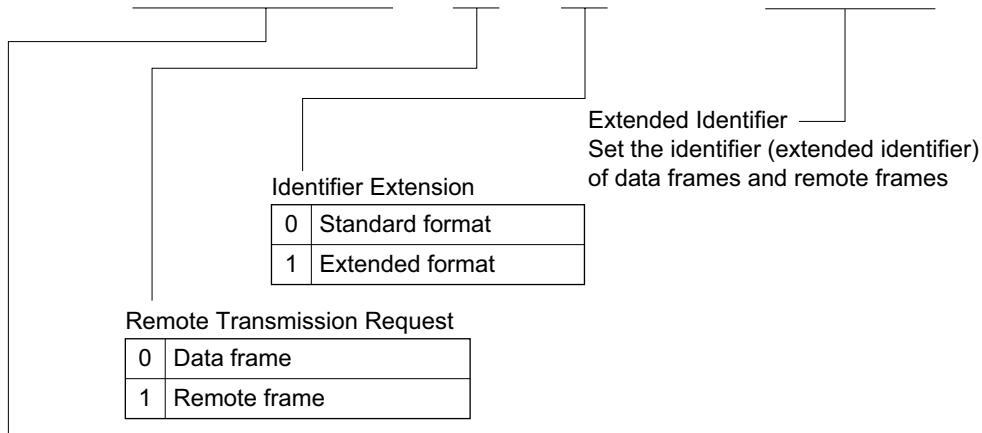 Extended Identifier
Set the identifier (extended identifier)
of data frames and remote frames
Identifier Extension
0 Standard format
1 Extended format
Remote Transmission Request
0 Data frame
1 Remote frame